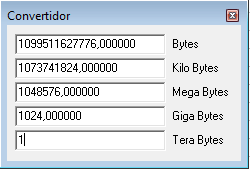 Convertidor
1099511627776,000000 Bytes
1073741824,000000 Kilo Bytes
1048576,000000 Mega Bytes
1024,000000 Giga Bytes
1 Tera Bytes